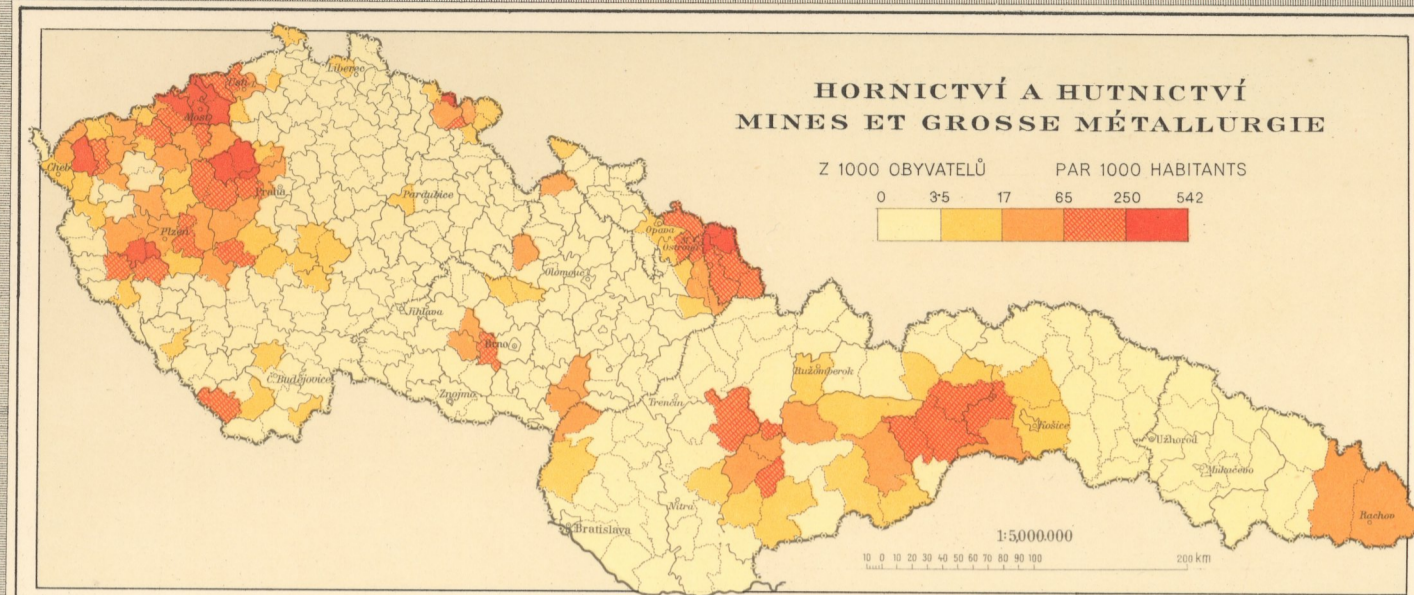 HORNICTVÍ A HUTNICTVÍ
MINES ET GROSSE MÉTALLURGIE
Z 1000 OBYVATELŮ PAR 1000 HABITANTS
0 3·5 17 65 250 542
Liberec
Ústí
Most
Cheb
Praha
Pardubice
Plzeň
Opava
Ostrava
Olomouc
Jihlava
Brno
Č. Budějovice
Znojmo
Ružomberok
Trenčín
Košice
Užhorod
Mukačevo
Nitra
Rachov
Bratislava
1:5,000.000
10 0 10 20 30 40 50 60 70 80 90 100 200 km